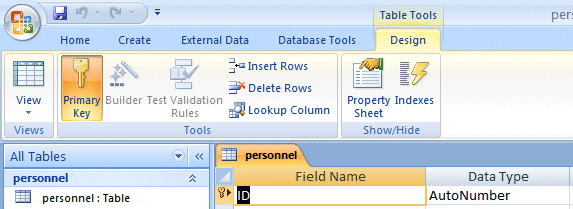 Table Tools
pers
Home Create External Data Database Tools Design
View
Primary Key
Builder
Test Validation Rules
Insert Rows
Delete Rows
Lookup Column
Property Sheet
Indexes
Views
Tools
Show/Hide
All Tables
personnel
personnel : Table
personnel
Field Name Data Type
ID AutoNumber